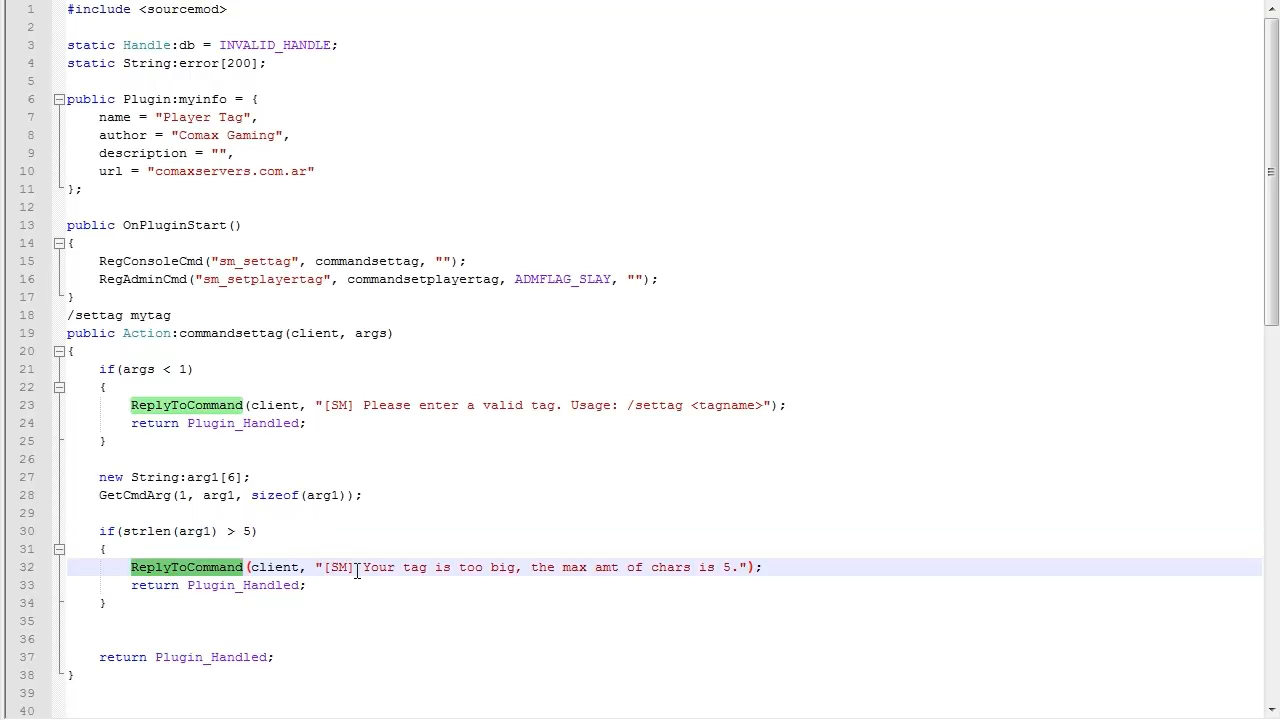 1 #include <sourcemod>
2
3 static Handle:db = INVALID_HANDLE;
4 static String:error[200];
5
6 public Plugin:myinfo = {
7 name = "Player Tag",
8 author = "Comax Gaming",
9 description = "",
10 url = "comaxservers.com.ar"
11 };
12
13 public OnPluginStart()
14 {
15 RegConsoleCmd("sm_settag", commandsettag, "");
16 RegAdminCmd("sm_setplayertag", commandsetplayertag, ADMFLAG_SLAY, "");
17 }
18 /settag mytag
19 public Action:commandsettag(client, args)
20 {
21 if(args < 1)
22 {
23 ReplyToCommand(client, "[SM] Please enter a valid tag. Usage: /settag <tagname>");
24 return Plugin_Handled;
25 }
26
27 new String:arg1[6];
28 GetCmdArg(1, arg1, sizeof(arg1));
29
30 if(strlen(arg1) > 5)
31 {
32 ReplyToCommand(client, "[SM] Your tag is too big, the max amt of chars is 5.");
33 return Plugin_Handled;
34 }
35
36
37 return Plugin_Handled;
38 }
39
40